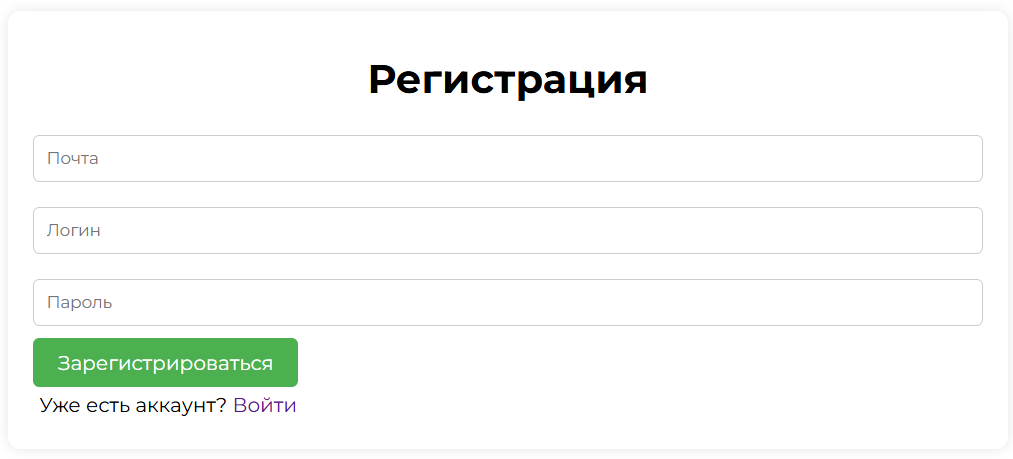 Регистрация
Почта
Логин
Пароль
Зарегистрироваться
Уже есть аккаунт? Войти